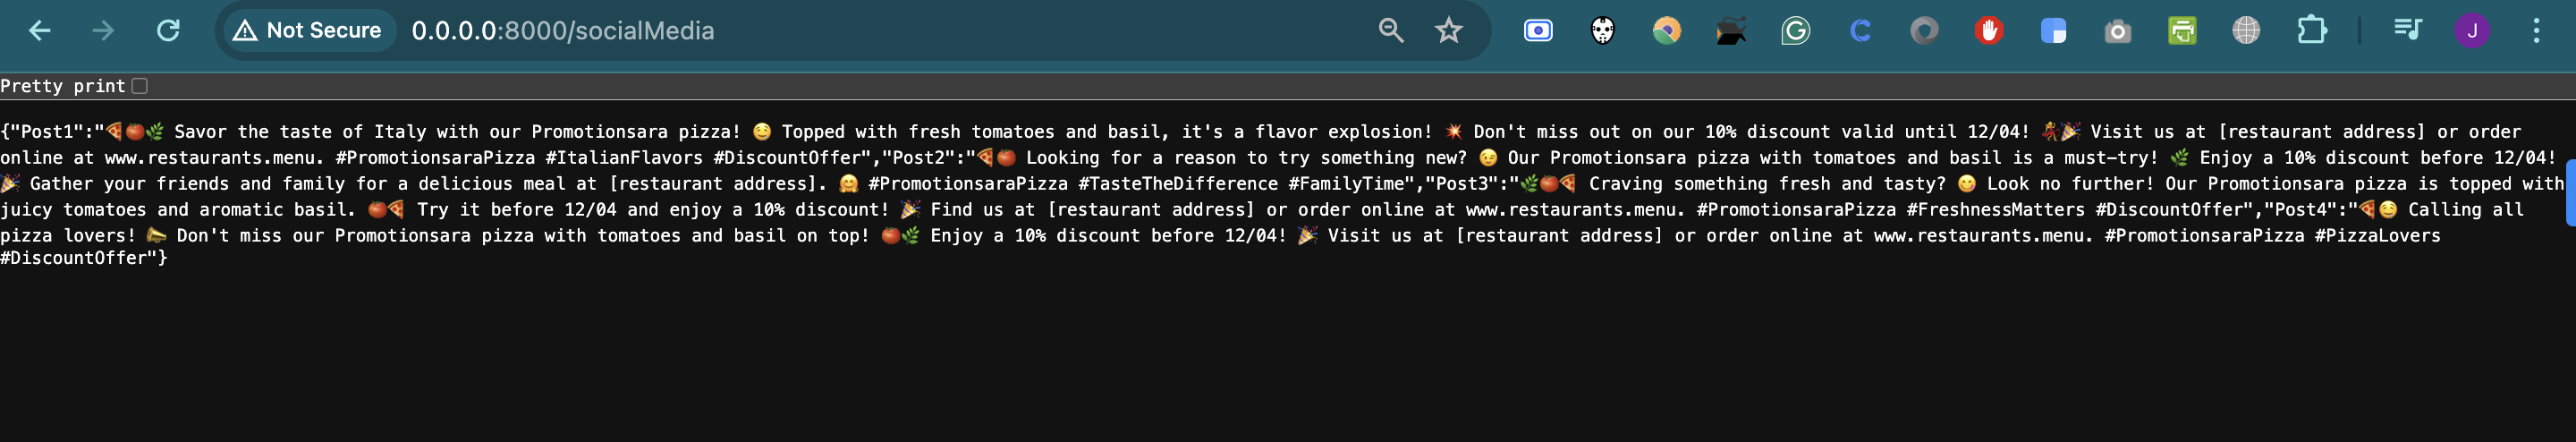 Not Secure 0.0.0.0:8000/socialMedia J
Pretty print
{"Post1":"🍕🍅🌿 Savor the taste of Italy with our Promotionsara pizza! 😋 Topped with fresh tomatoes and basil, it's a flavor explosion! 💥 Don't miss out on our 10% discount valid until 12/04! 💃🎉 Visit us at [restaurant address] or order
online at www.restaurants.menu. #PromotionsaraPizza #ItalianFlavors #DiscountOffer","Post2":"🍕🍅 Looking for a reason to try something new? 😉 Our Promotionsara pizza with tomatoes and basil is a must-try! 🌿 Enjoy a 10% discount before 12/04!
🎉 Gather your friends and family for a delicious meal at [restaurant address]. 🤗 #PromotionsaraPizza #TasteTheDifference #FamilyTime","Post3":"🌿🍅🍕 Craving something fresh and tasty? 😋 Look no further! Our Promotionsara pizza is topped with
juicy tomatoes and aromatic basil. 🍅🍕 Try it before 12/04 and enjoy a 10% discount! 🎉 Find us at [restaurant address] or order online at www.restaurants.menu. #PromotionsaraPizza #FreshnessMatters #DiscountOffer","Post4":"🍕😋 Calling all
pizza lovers! 📣 Don't miss our Promotionsara pizza with tomatoes and basil on top! 🍅🌿 Enjoy a 10% discount before 12/04! 🎉 Visit us at [restaurant address] or order online at www.restaurants.menu. #PromotionsaraPizza #PizzaLovers
#DiscountOffer"}